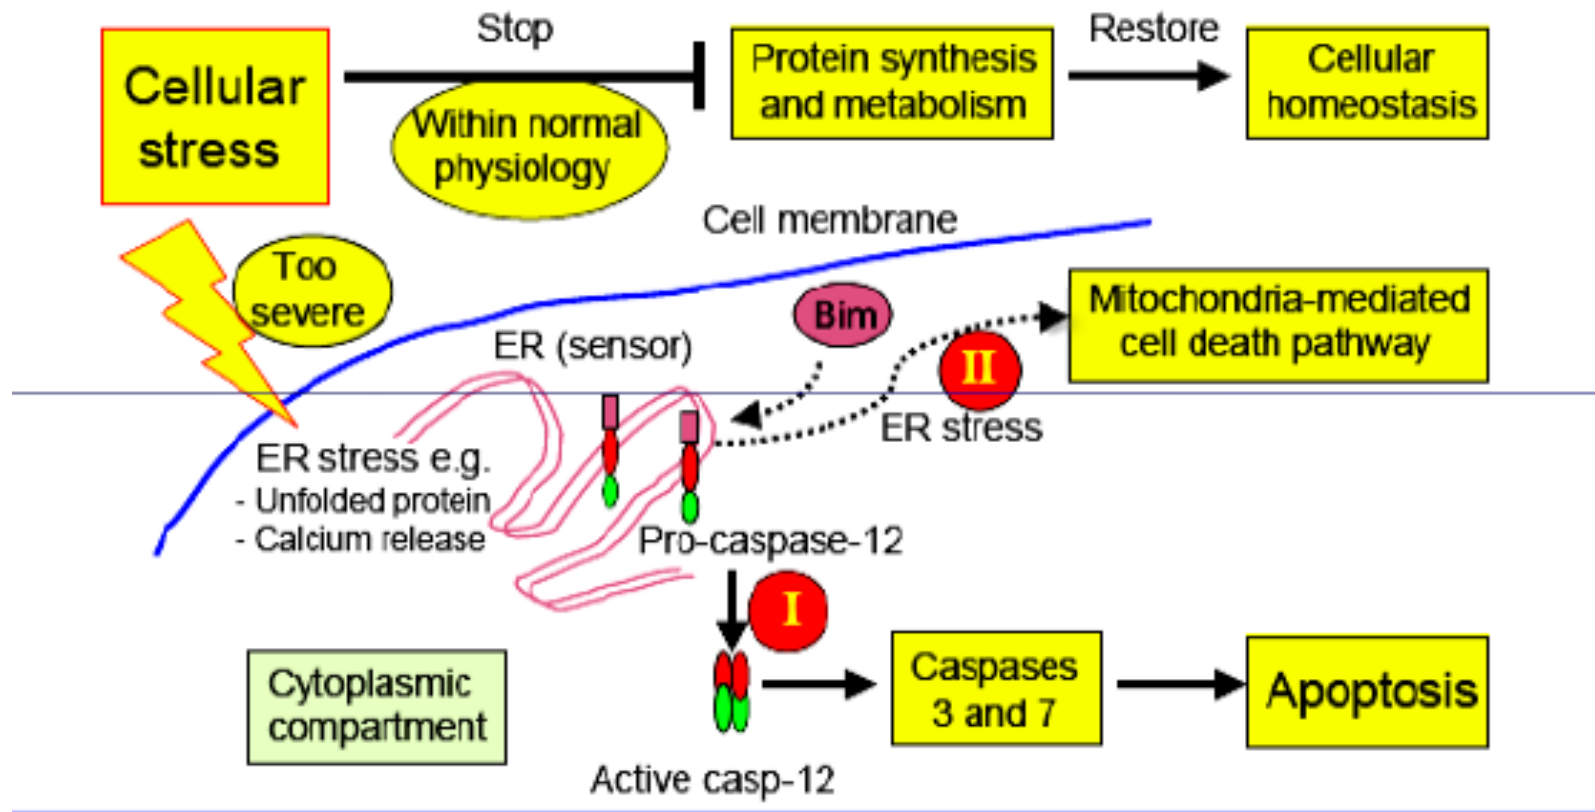 Cellular
stress
Stop
Within normal
physiology
Protein synthesis
and metabolism
Restore
Cellular
homeostasis
Too
severe
Cell membrane
Bim
Mitochondria-mediated
cell death pathway
ER (sensor)
II
ER stress
ER stress e.g.
- Unfolded protein
- Calcium release
Pro-caspase-12
I
Cytoplasmic
compartment
Caspases
3 and 7
Apoptosis
Active casp-12